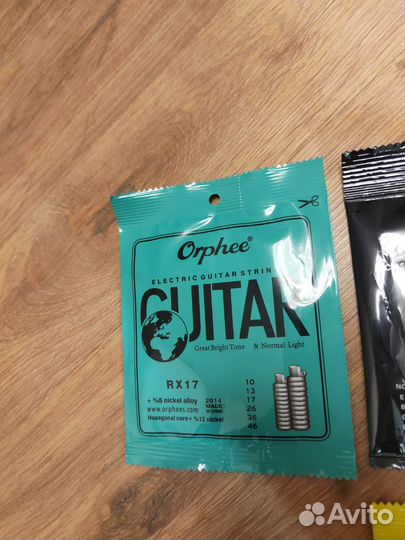 Orphee®
ELECTRIC GUITAR STRIN
GUITAR
Great Bright Tone & Normal Light
RX17
+ %8 nickel alloy
www.orphees.com
Hexagonal core+ %12 nickel
2014
MADE
IN CHINA
10
13
17
26
36
46
NO
Avito